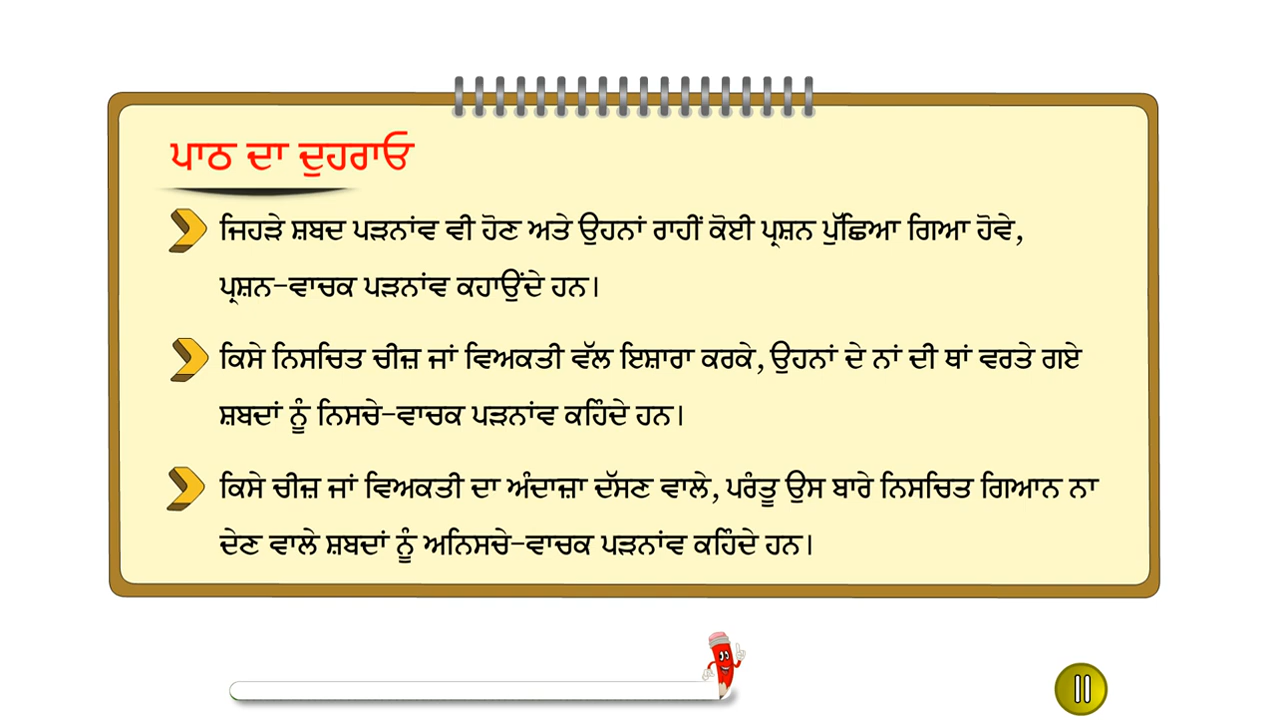 ਪਾਠ ਦਾ ਦੁਹਰਾਓ
ਜਿਹੜੇ ਸ਼ਬਦ ਪੜਨਾਂਵ ਵੀ ਹੋਣ ਅਤੇ ਉਹਨਾਂ ਰਾਹੀਂ ਕੋਈ ਪ੍ਰਸ਼ਨ ਪੁੱਛਿਆ ਗਿਆ ਹੋਵੇ,
ਪ੍ਰਸ਼ਨ-ਵਾਚਕ ਪੜਨਾਂਵ ਕਹਾਉਂਦੇ ਹਨ।
ਕਿਸੇ ਨਿਸਚਿਤ ਚੀਜ਼ ਜਾਂ ਵਿਅਕਤੀ ਵੱਲ ਇਸ਼ਾਰਾ ਕਰਕੇ, ਉਹਨਾਂ ਦੇ ਨਾਂ ਦੀ ਥਾਂ ਵਰਤੇ ਗਏ
ਸ਼ਬਦਾਂ ਨੂੰ ਨਿਸਚੇ-ਵਾਚਕ ਪੜਨਾਂਵ ਕਹਿੰਦੇ ਹਨ।
ਕਿਸੇ ਚੀਜ਼ ਜਾਂ ਵਿਅਕਤੀ ਦਾ ਅੰਦਾਜ਼ਾ ਦੱਸਣ ਵਾਲੇ, ਪਰੰਤੂ ਉਸ ਬਾਰੇ ਨਿਸਚਿਤ ਗਿਆਨ ਨਾ
ਦੇਣ ਵਾਲੇ ਸ਼ਬਦਾਂ ਨੂੰ ਅਨਿਸਚੇ-ਵਾਚਕ ਪੜਨਾਂਵ ਕਹਿੰਦੇ ਹਨ।